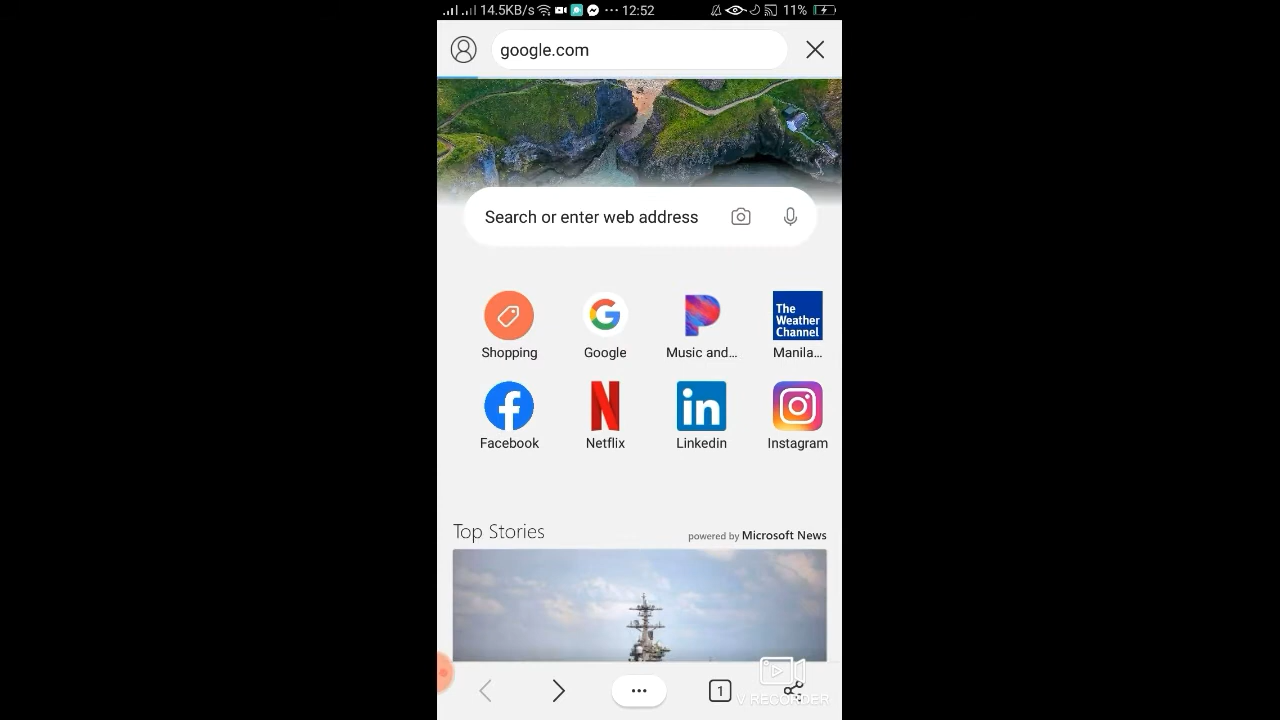 14.5KB/s 12:52 11%
google.com
Search or enter web address
The
Weather
Channel
Shopping Google Music and... Manila...
Facebook Netflix Linkedin Instagram
Top Stories powered by Microsoft News
1
V RECORDER